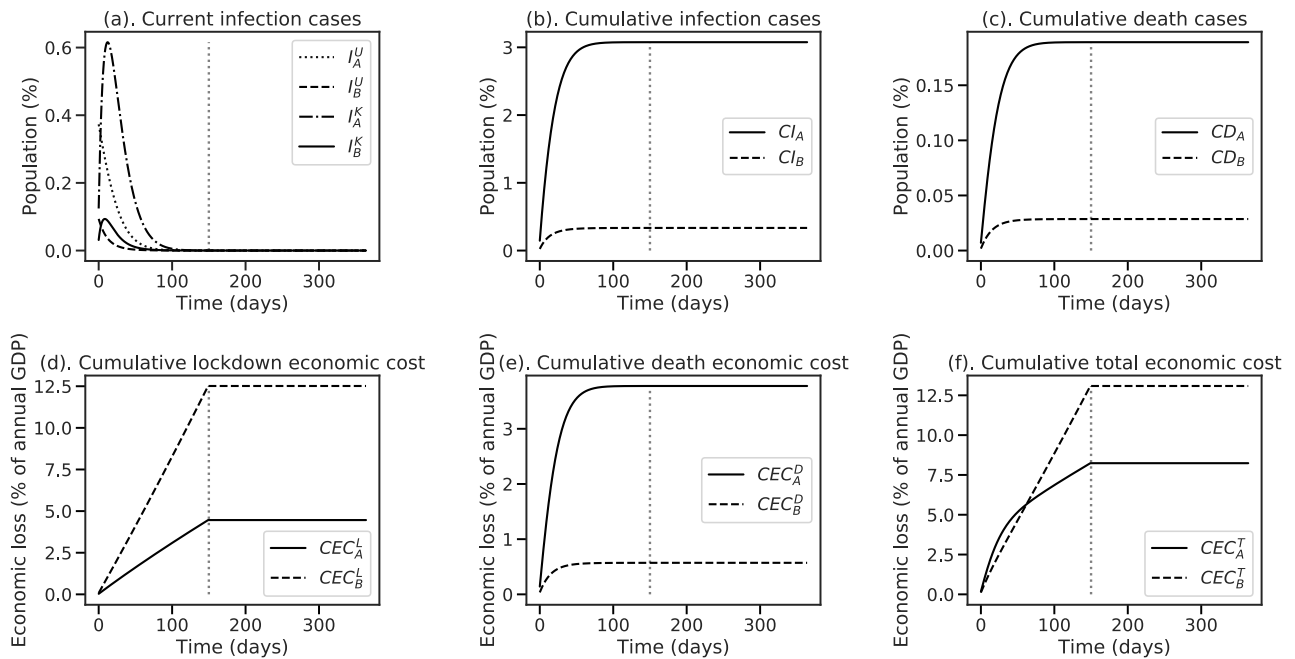 (a). Current infection cases
Population (%)
0.6
0.4
0.2
0.0
0
100
200
300
Time (days)
I_A^U
I_B^U
I_A^K
I_B^K
(b). Cumulative infection cases
Population (%)
3
2
1
0
0
100
200
300
Time (days)
CI_A
CI_B
(c). Cumulative death cases
Population (%)
0.15
0.10
0.05
0.00
0
100
200
300
Time (days)
CD_A
CD_B
(d). Cumulative lockdown economic cost
Economic loss (% of annual GDP)
12.5
10.0
7.5
5.0
2.5
0.0
0
100
200
300
Time (days)
CEC_A^L
CEC_B^L
(e). Cumulative death economic cost
Economic loss (% of annual GDP)
3
2
1
0
0
100
200
300
Time (days)
CEC_A^D
CEC_B^D
(f). Cumulative total economic cost
Economic loss (% of annual GDP)
12.5
10.0
7.5
5.0
2.5
0.0
0
100
200
300
Time (days)
CEC_A^T
CEC_B^T